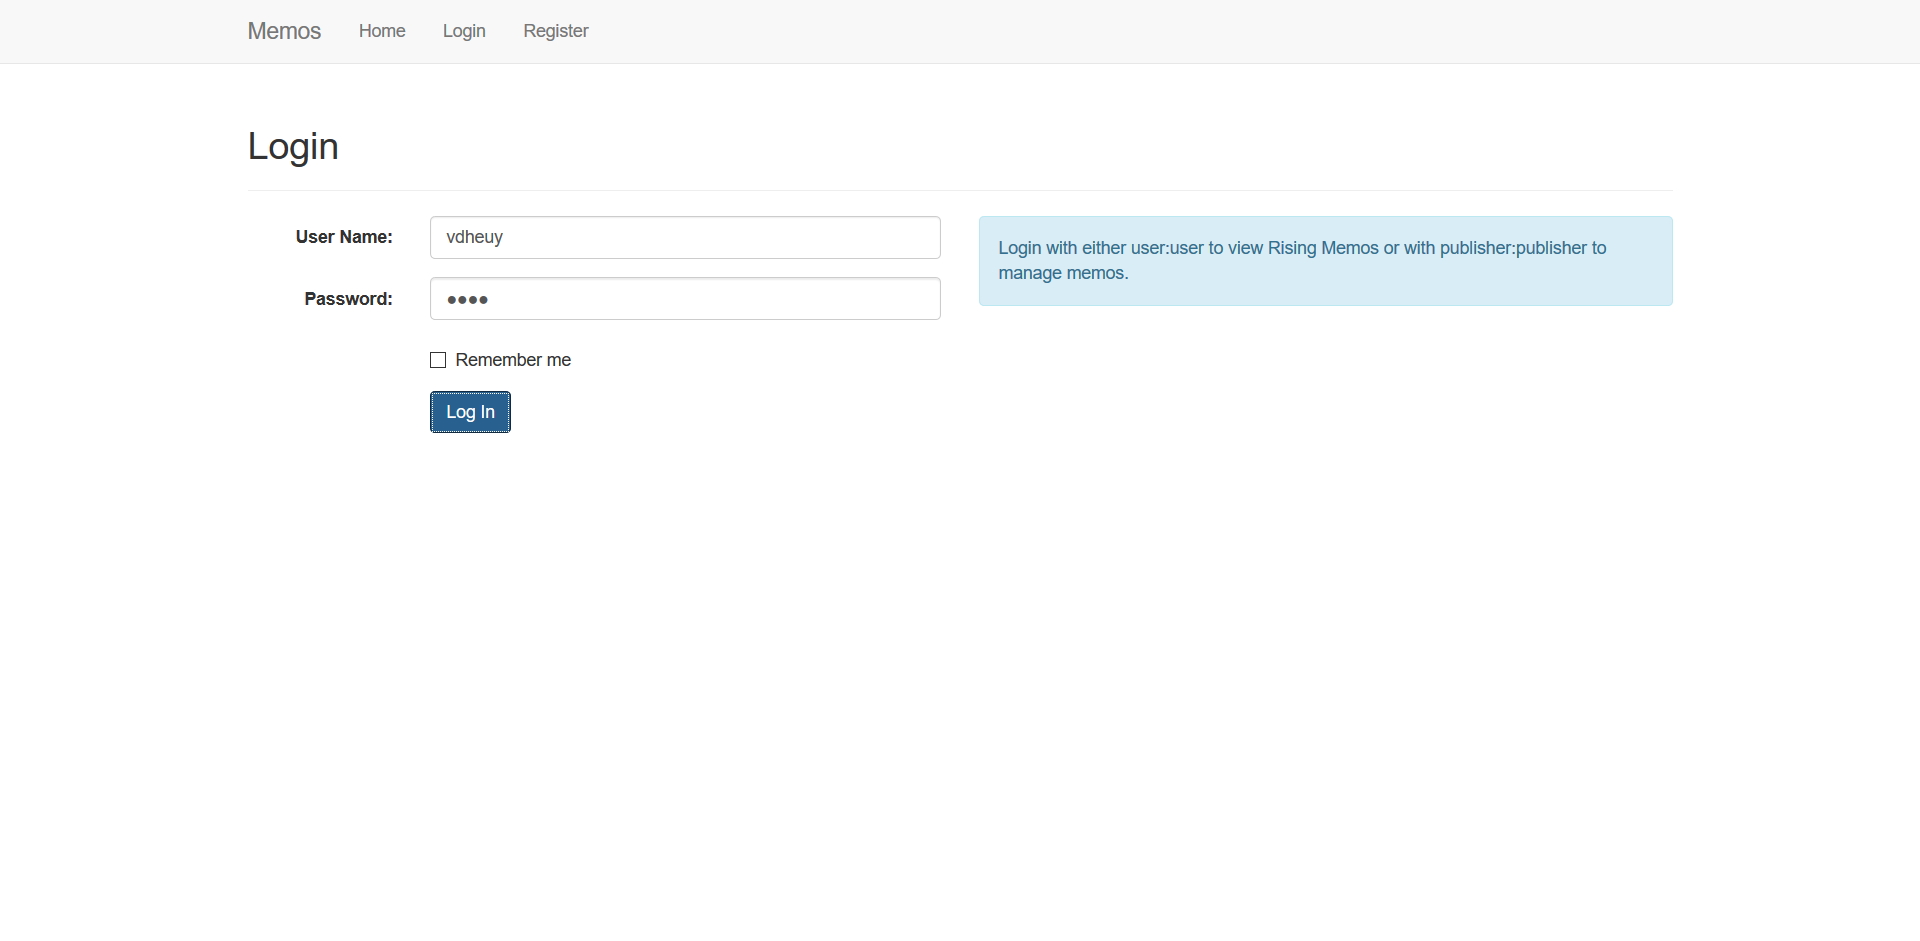 Memos Home Login Register
Login
User Name: vdheuy
Login with either user:user to view Rising Memos or with publisher:publisher to
manage memos.
Password: ●●●●
Remember me
Log In